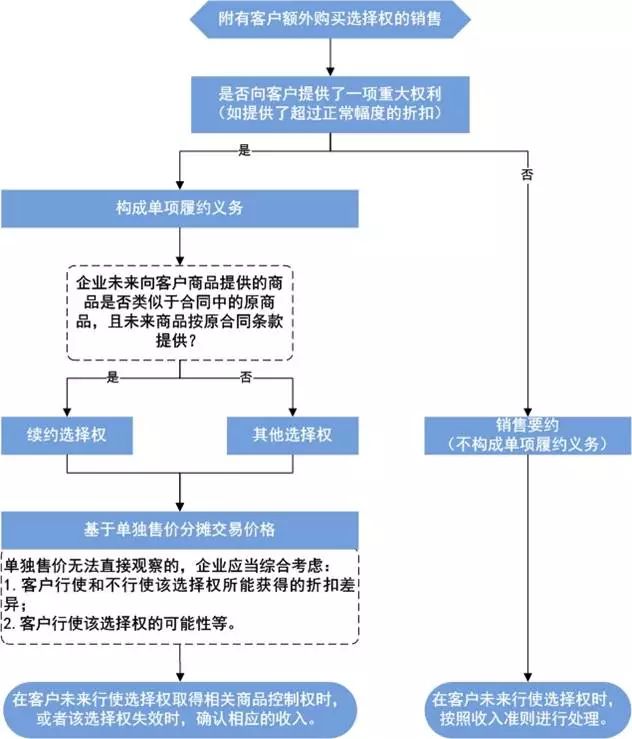 附有客户额外购买选择权的销售
是否向客户提供了一项重大权利
（如提供了超过正常幅度的折扣）
是
否
构成单项履约义务
企业未来向客户商品提供的商
品是否类似于合同中的原商
品，且未来商品按原合同条款
提供？
是
否
续约选择权
其他选择权
销售要约
（不构成单项履约义务）
基于单独售价分摊交易价格
单独售价无法直接观察的，企业应当综合考虑：
1. 客户行使和不行使该选择权所能获得的折扣差
异；
2. 客户行使该选择权的可能性等。
在客户未来行使选择权取得相关商品控制权时，
或者该选择权失效时，确认相应的收入。
在客户未来行使选择权时，
按照收入准则进行处理。